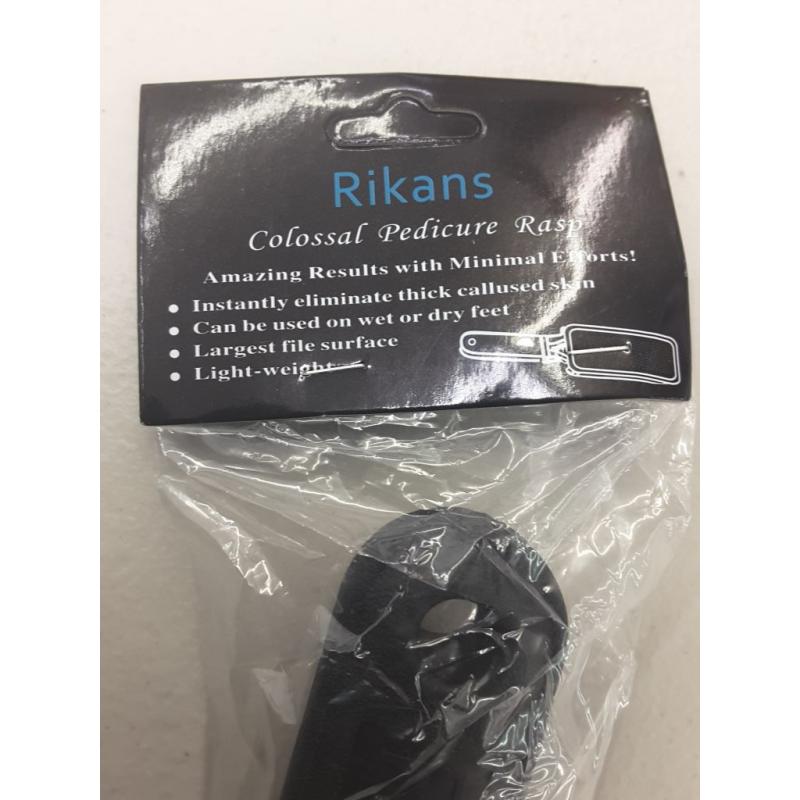 Rikans
Colossal Pedicure Rasp
Amazing Results with Minimal Efforts!
• Instantly eliminate thick callused skin
• Can be used on wet or dry feet
• Largest file surface
• Light-weight